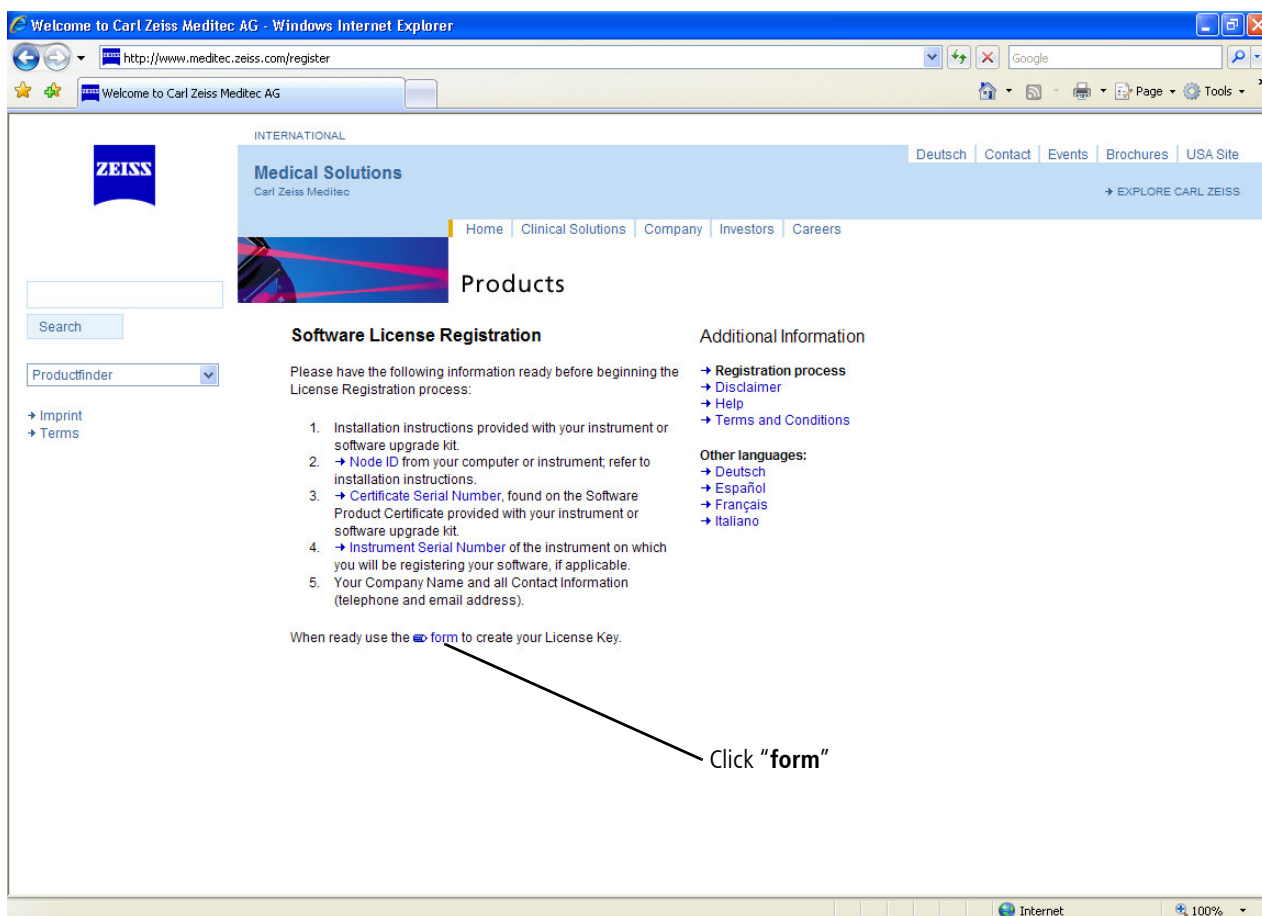 Welcome to Carl Zeiss Meditec AG - Windows Internet Explorer
http://www.meditec.zeiss.com/register
Google
Welcome to Carl Zeiss Meditec AG
Page
Tools
INTERNATIONAL
ZEISS
Medical Solutions
Carl Zeiss Meditec
Deutsch
Contact
Events
Brochures
USA Site
EXPLORE CARL ZEISS
Home
Clinical Solutions
Company
Investors
Careers
Products
Search
Productfinder
Imprint
Terms
Software License Registration
Please have the following information ready before beginning the
License Registration process:
1. Installation instructions provided with your instrument or
software upgrade kit.
2. → Node ID from your computer or instrument; refer to
installation instructions.
3. → Certificate Serial Number, found on the Software
Product Certificate provided with your instrument or
software upgrade kit.
4. → Instrument Serial Number of the instrument on which
you will be registering your software, if applicable.
5. Your Company Name and all Contact Information
(telephone and email address).
When ready use the form to create your License Key.
Additional Information
→ Registration process
→ Disclaimer
→ Help
→ Terms and Conditions
Other languages:
→ Deutsch
→ Español
→ Français
→ Italiano
Click “form”
Internet
100%